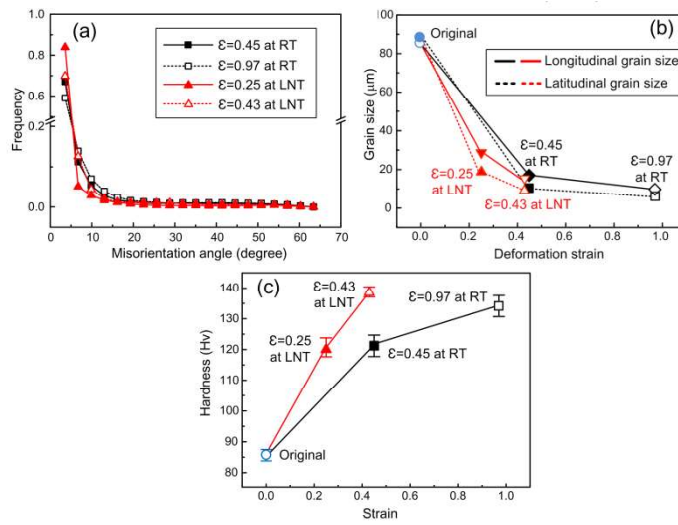 (a)
ε=0.45 at RT
ε=0.97 at RT
ε=0.25 at LNT
ε=0.43 at LNT
Frequency
1.0
0.8
0.6
0.2
0.0
0 10 20 30 40 50 60 70
Misorientation angle (degree)
(b)
Original
Longitudinal grain size
Latitudinal grain size
ε=0.45
at RT
ε=0.97
at RT
ε=0.25
at LNT
ε=0.43 at LNT
Grain size (μm)
100
80
60
40
20
0
0.0 0.2 0.4 0.6 0.8 1.0
Deformation strain
(c)
ε=0.43
at LNT
ε=0.97 at RT
ε=0.25
at LNT
ε=0.45 at RT
Original
Hardness (Hv)
140
130
120
110
100
90
80
0.0 0.2 0.4 0.6 0.8 1.0
Strain